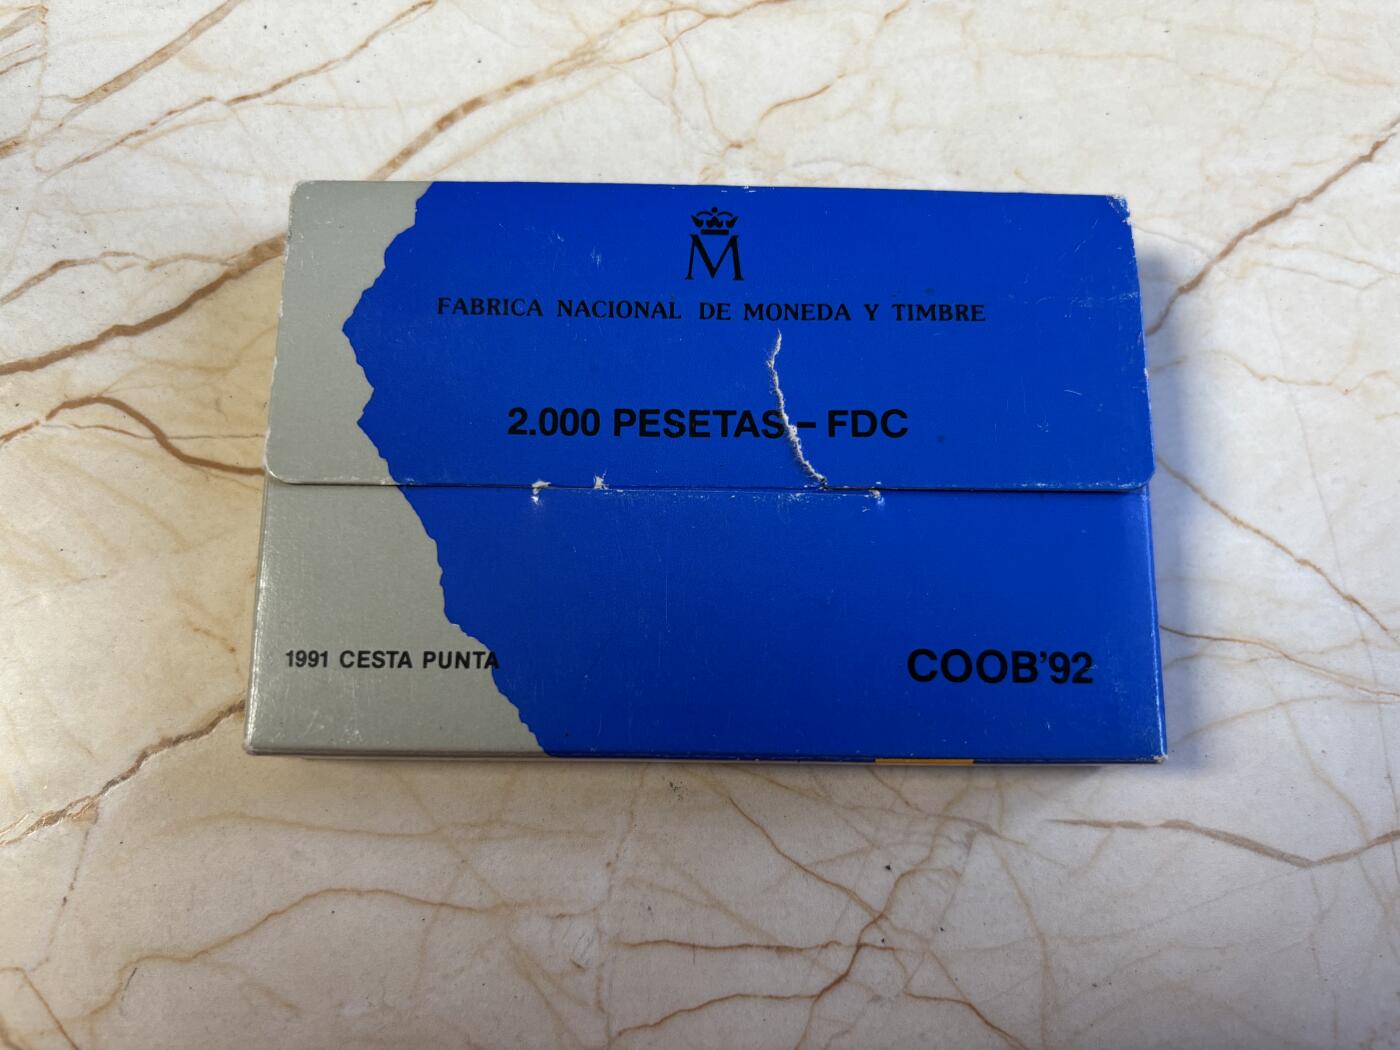 M
FABRICA NACIONAL DE MONEDA Y TIMBRE
2.000 PESETAS - FDC
1991 CESTA PUNTA
COOB'92